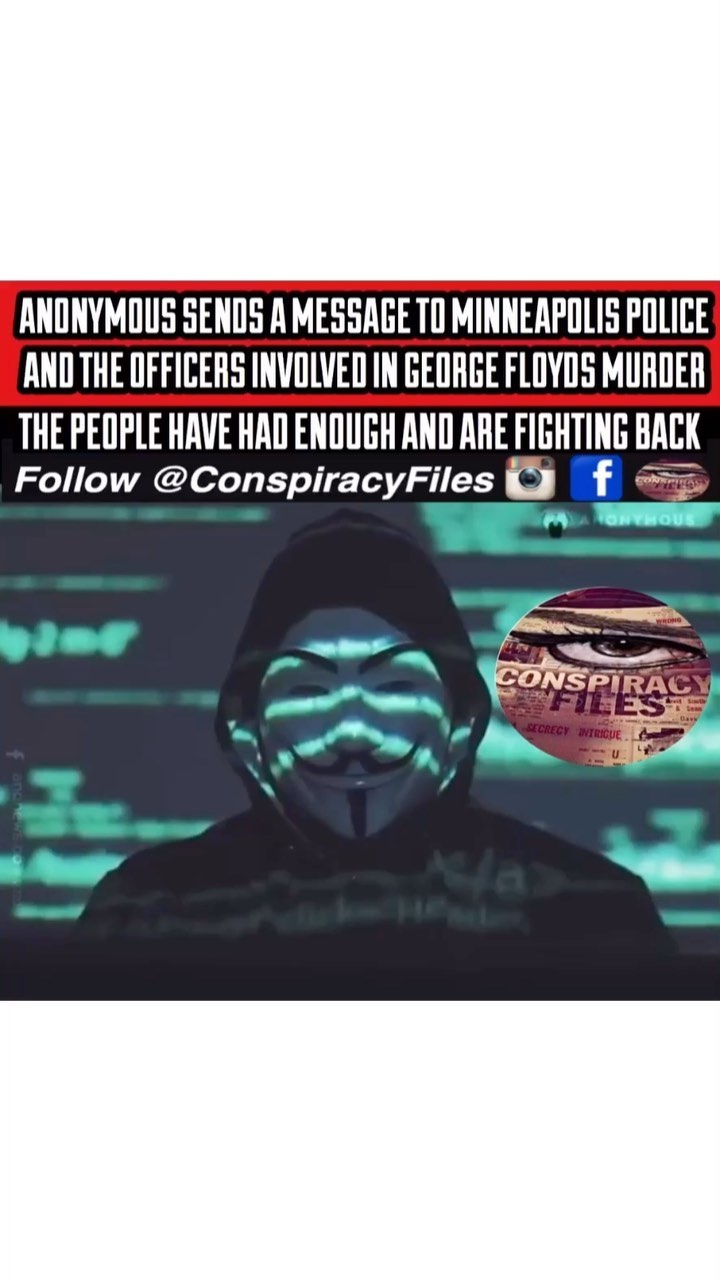 ANONYMOUS SENDS A MESSAGE TO MINNEAPOLIS POLICE
AND THE OFFICERS INVOLVED IN GEORGE FLOYDS MURDER
THE PEOPLE HAVE HAD ENOUGH AND ARE FIGHTING BACK
Follow @ConspiracyFiles
ANONYMOUS
WRONG
CONSPIRACY
FILES
SECRECY INTRIGUE